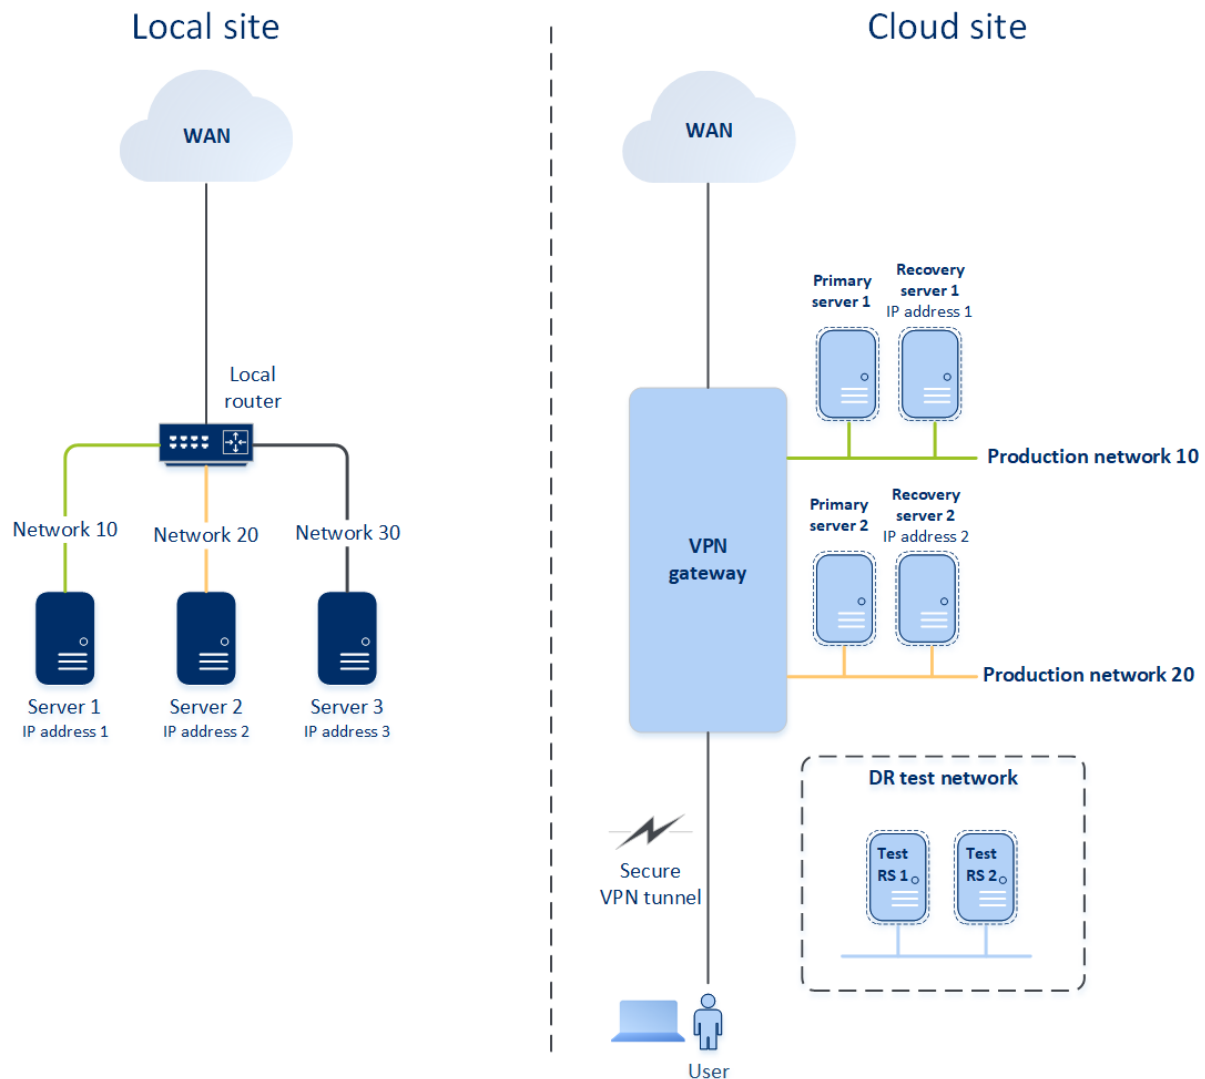 Local site
WAN
Local
router
Network 10
Network 20
Network 30
Server 1
IP address 1
Server 2
IP address 2
Server 3
IP address 3
Cloud site
WAN
Primary
server 1
Recovery
server 1
IP address 1
Production network 10
VPN
gateway
Primary
server 2
Recovery
server 2
IP address 2
Production network 20
Secure
VPN tunnel
User
DR test network
Test
RS 1
Test
RS 2